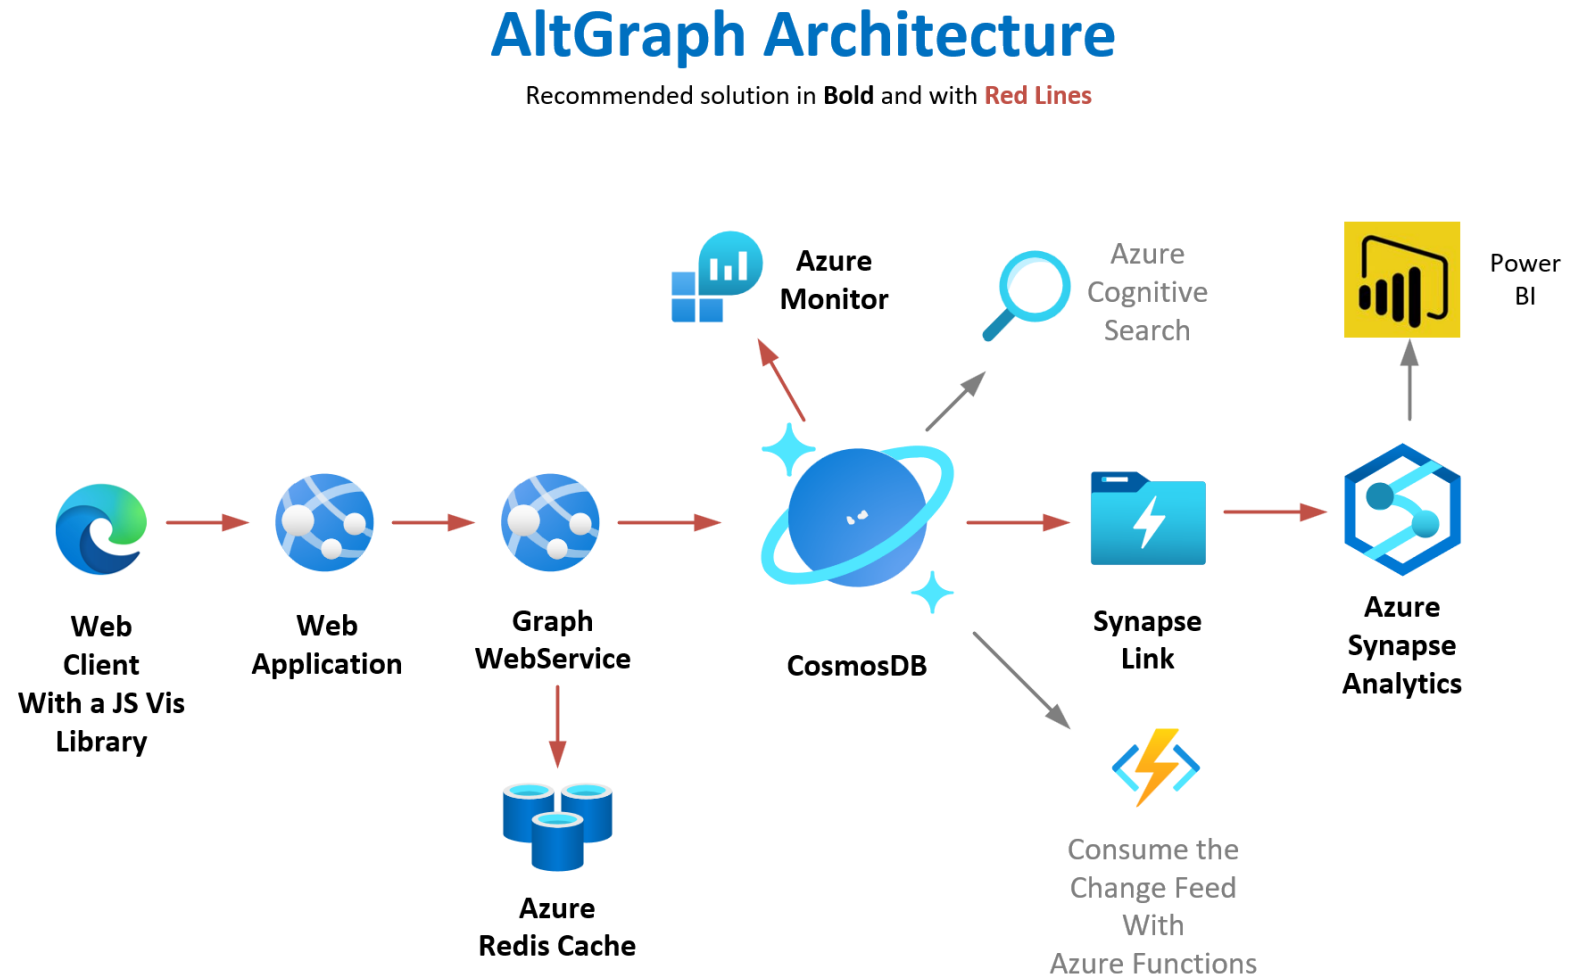 AltGraph Architecture
Recommended solution in Bold and with Red Lines
Azure
Monitor
Azure
Cognitive
Search
Power
BI
Web
Client
With a JS Vis
Library
Web
Application
Graph
WebService
CosmosDB
Synapse
Link
Azure
Synapse
Analytics
Azure
Redis Cache
Consume the
Change Feed
With
Azure Functions